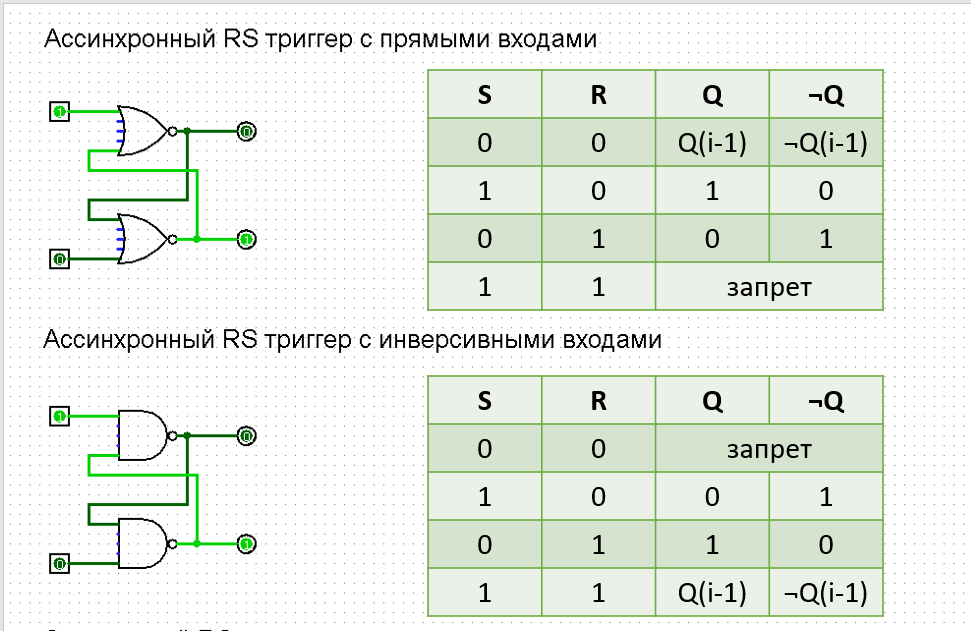 Ассинхронный RS триггер с прямыми входами
1
0
0
1
S R Q ¬Q
0 0 Q(i-1) ¬Q(i-1)
1 0 1 0
0 1 0 1
1 1 запрет
Ассинхронный RS триггер с инверсивными входами
1
0
0
1
S R Q ¬Q
0 0 запрет
1 0 0 1
0 1 1 0
1 1 Q(i-1) ¬Q(i-1)